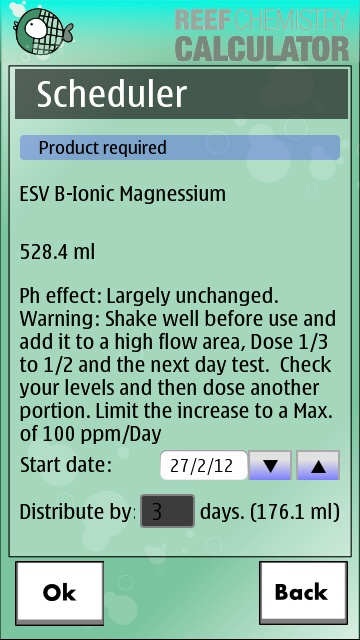 REEF CHEMISTRY
CALCULATOR
Scheduler
Product required
ESV B-Ionic Magnessium
528.4 ml
Ph effect: Largely unchanged.
Warning: Shake well before use and
add it to a high flow area, Dose 1/3
to 1/2 and the next day test.  Check
your levels and then dose another
portion. Limit the increase to a Max.
of 100 ppm/Day
Start date: 27/2/12
Distribute by: 3 days. (176.1 ml)
Ok Back